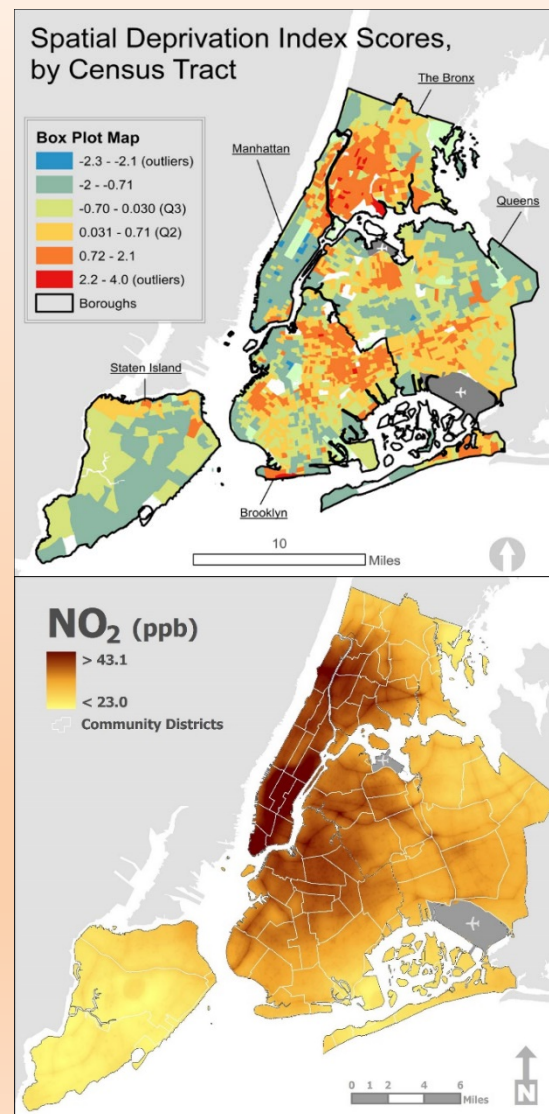 Spatial Deprivation Index Scores,
by Census Tract
The Bronx
Box Plot Map
-2.3 - -2.1 (outliers)
-2 - -0.71
-0.70 - 0.030 (Q3)
0.031 - 0.71 (Q2)
0.72 - 2.1
2.2 - 4.0 (outliers)
Boroughs
Manhattan
Queens
Staten Island
Brooklyn
10
Miles
NO₂ (ppb)
> 43.1
< 23.0
Community Districts
0 1 2 4 6
Miles
N